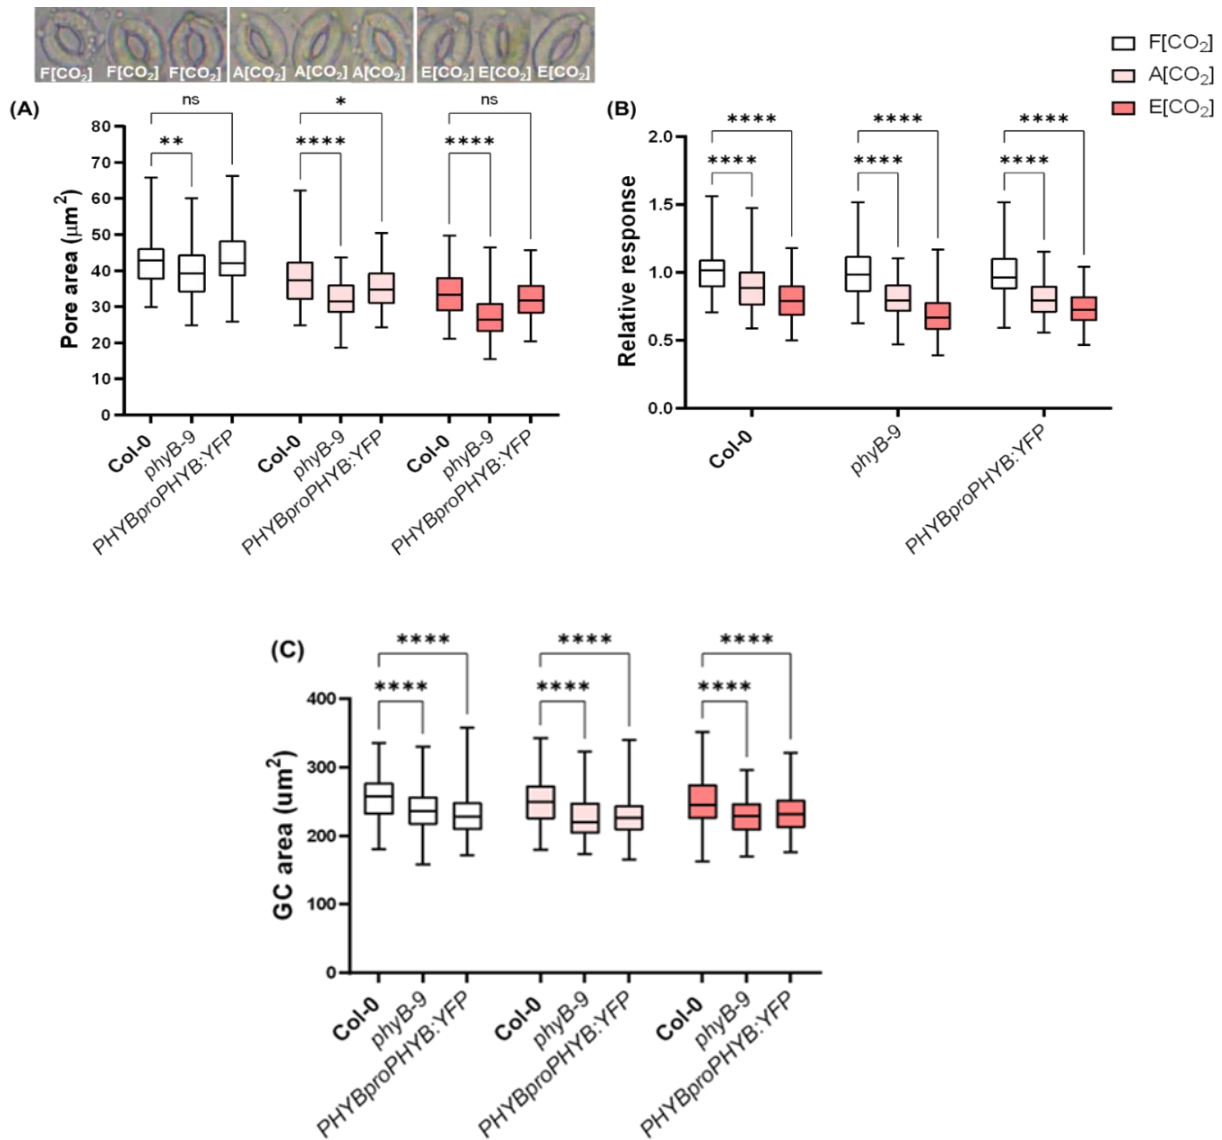 F[CO2] F[CO2] F[CO2] A[CO2] A[CO2] A[CO2] E[CO2] E[CO2] E[CO2]
F[CO2]
A[CO2]
E[CO2]
(A)
ns * ns
** **** ****
Pore area (μm²)
80
70
60
50
40
30
20
10
0
Col-0 phyB-9 PHYBproPHYB:YFP Col-0 phyB-9 PHYBproPHYB:YFP Col-0 phyB-9 PHYBproPHYB:YFP
(B)
**** **** ****
**** **** ****
Relative response
2.0
1.5
1.0
0.5
0.0
Col-0 phyB-9 PHYBproPHYB:YFP
(C)
**** **** ****
**** **** ****
GC area (um²)
400
300
200
100
0
Col-0 phyB-9 PHYBproPHYB:YFP Col-0 phyB-9 PHYBproPHYB:YFP Col-0 phyB-9 PHYBproPHYB:YFP